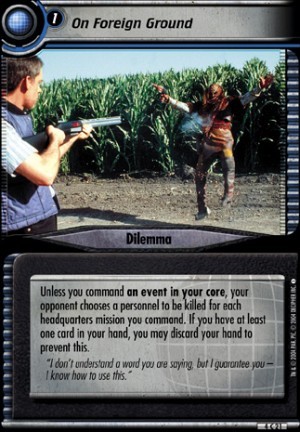 1 On Foreign Ground
Dilemma
Unless you command an event in your core, your
opponent chooses a personnel to be killed for each
headquarters mission you command. If you have at least
one card in your hand, you may discard your hand to
prevent this.
"I don't understand a word you are saying, but I guarantee you –
I know how to use this."